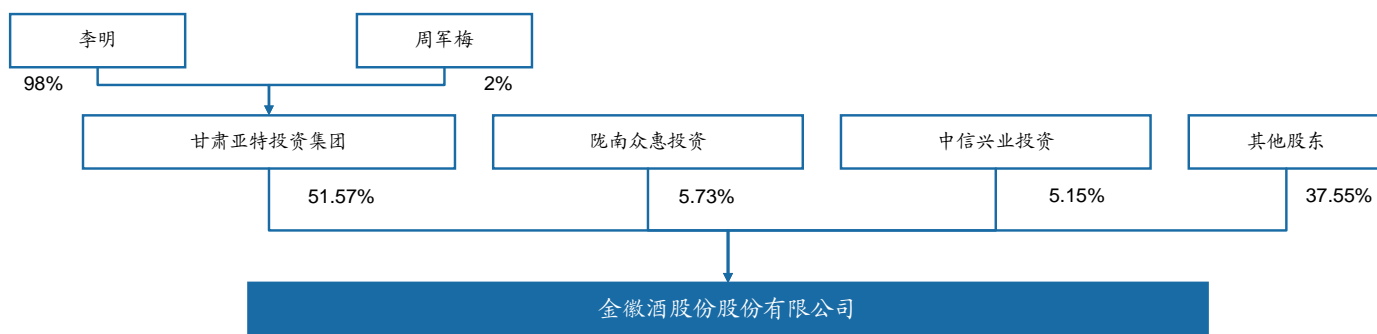 李明
周军梅
98%
2%
甘肃亚特投资集团
陇南众惠投资
中信兴业投资
其他股东
51.57%
5.73%
5.15%
37.55%
金徽酒股份股份有限公司